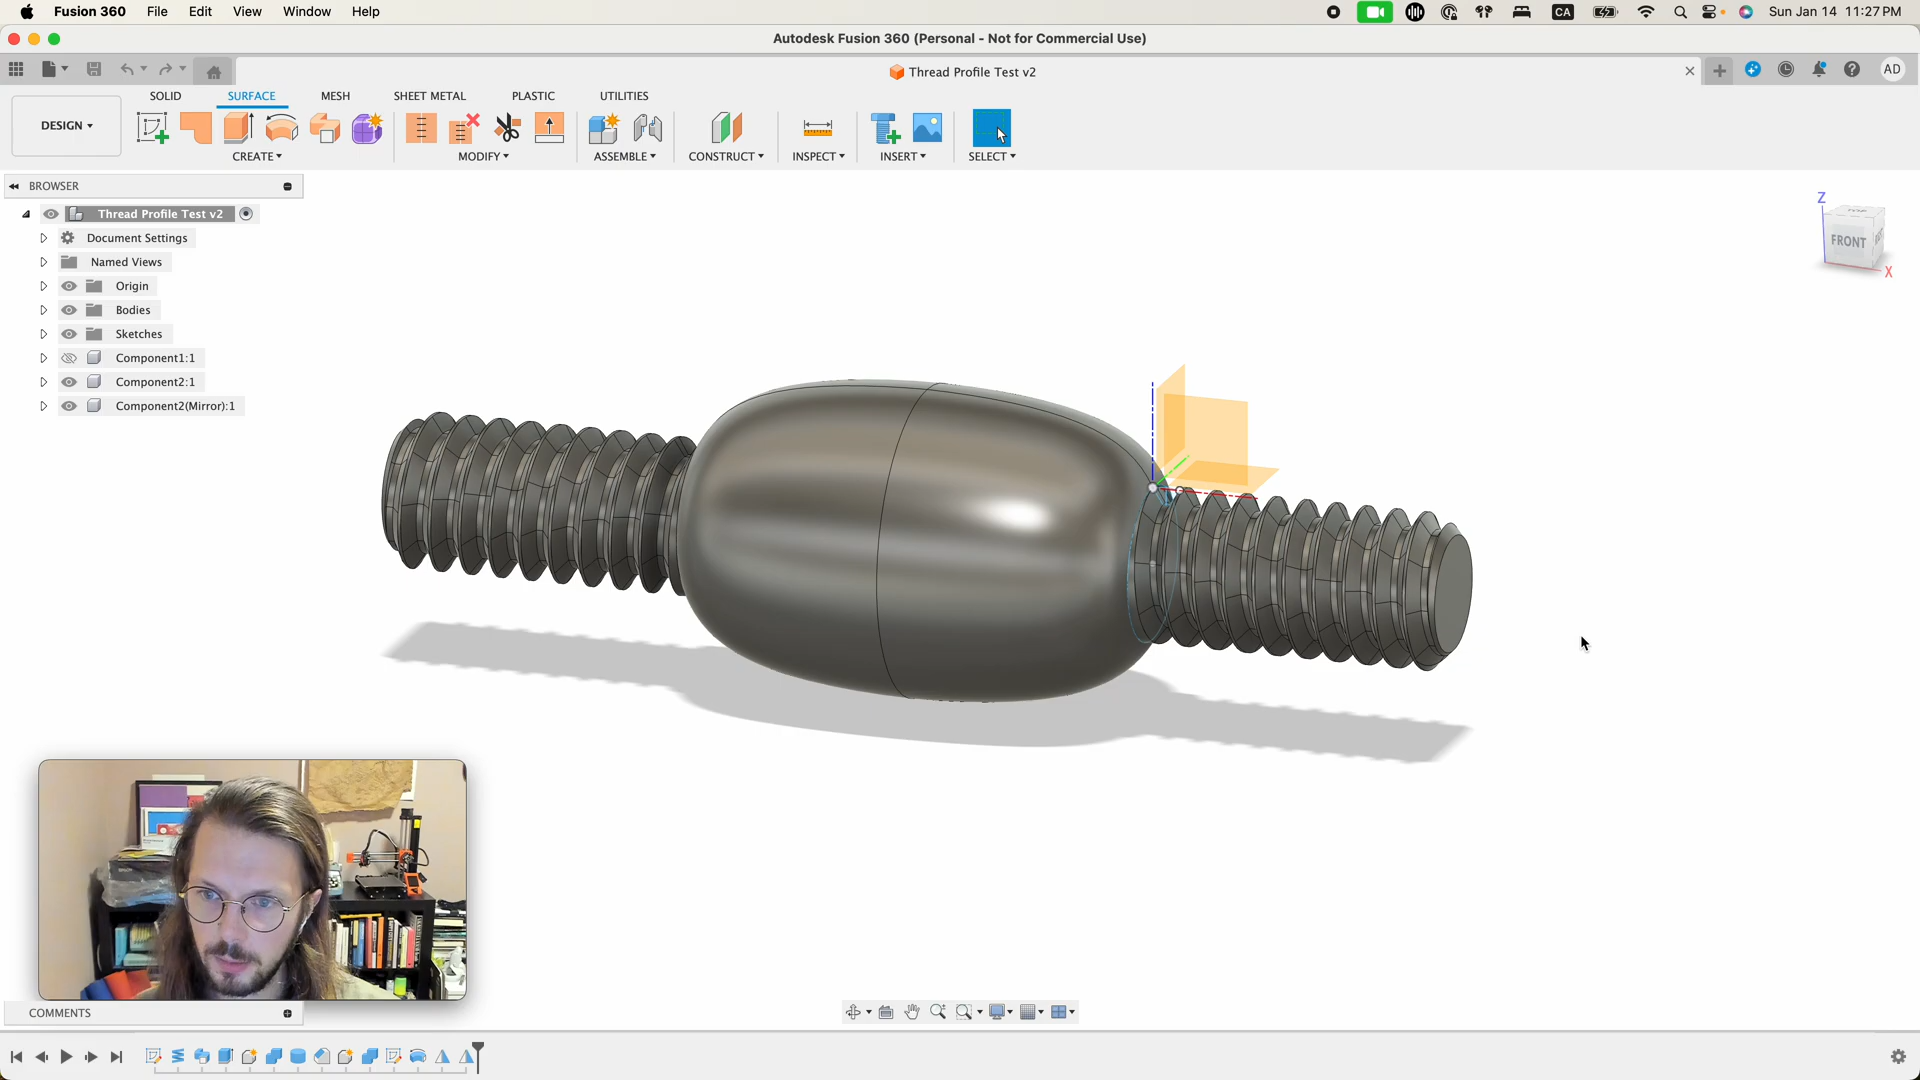 Fusion 360 File Edit View Window Help CA Sun Jan 14 11:27 PM
Autodesk Fusion 360 (Personal - Not for Commercial Use)
Thread Profile Test v2 AD
SOLID SURFACE MESH SHEET METAL PLASTIC UTILITIES
DESIGN
CREATE MODIFY ASSEMBLE CONSTRUCT INSPECT INSERT SELECT
BROWSER
Thread Profile Test v2
Document Settings
Named Views
Origin
Bodies
Sketches
Component1:1
Component2:1
Component2(Mirror):1
Z
TOP
FRONT
X
COMMENTS